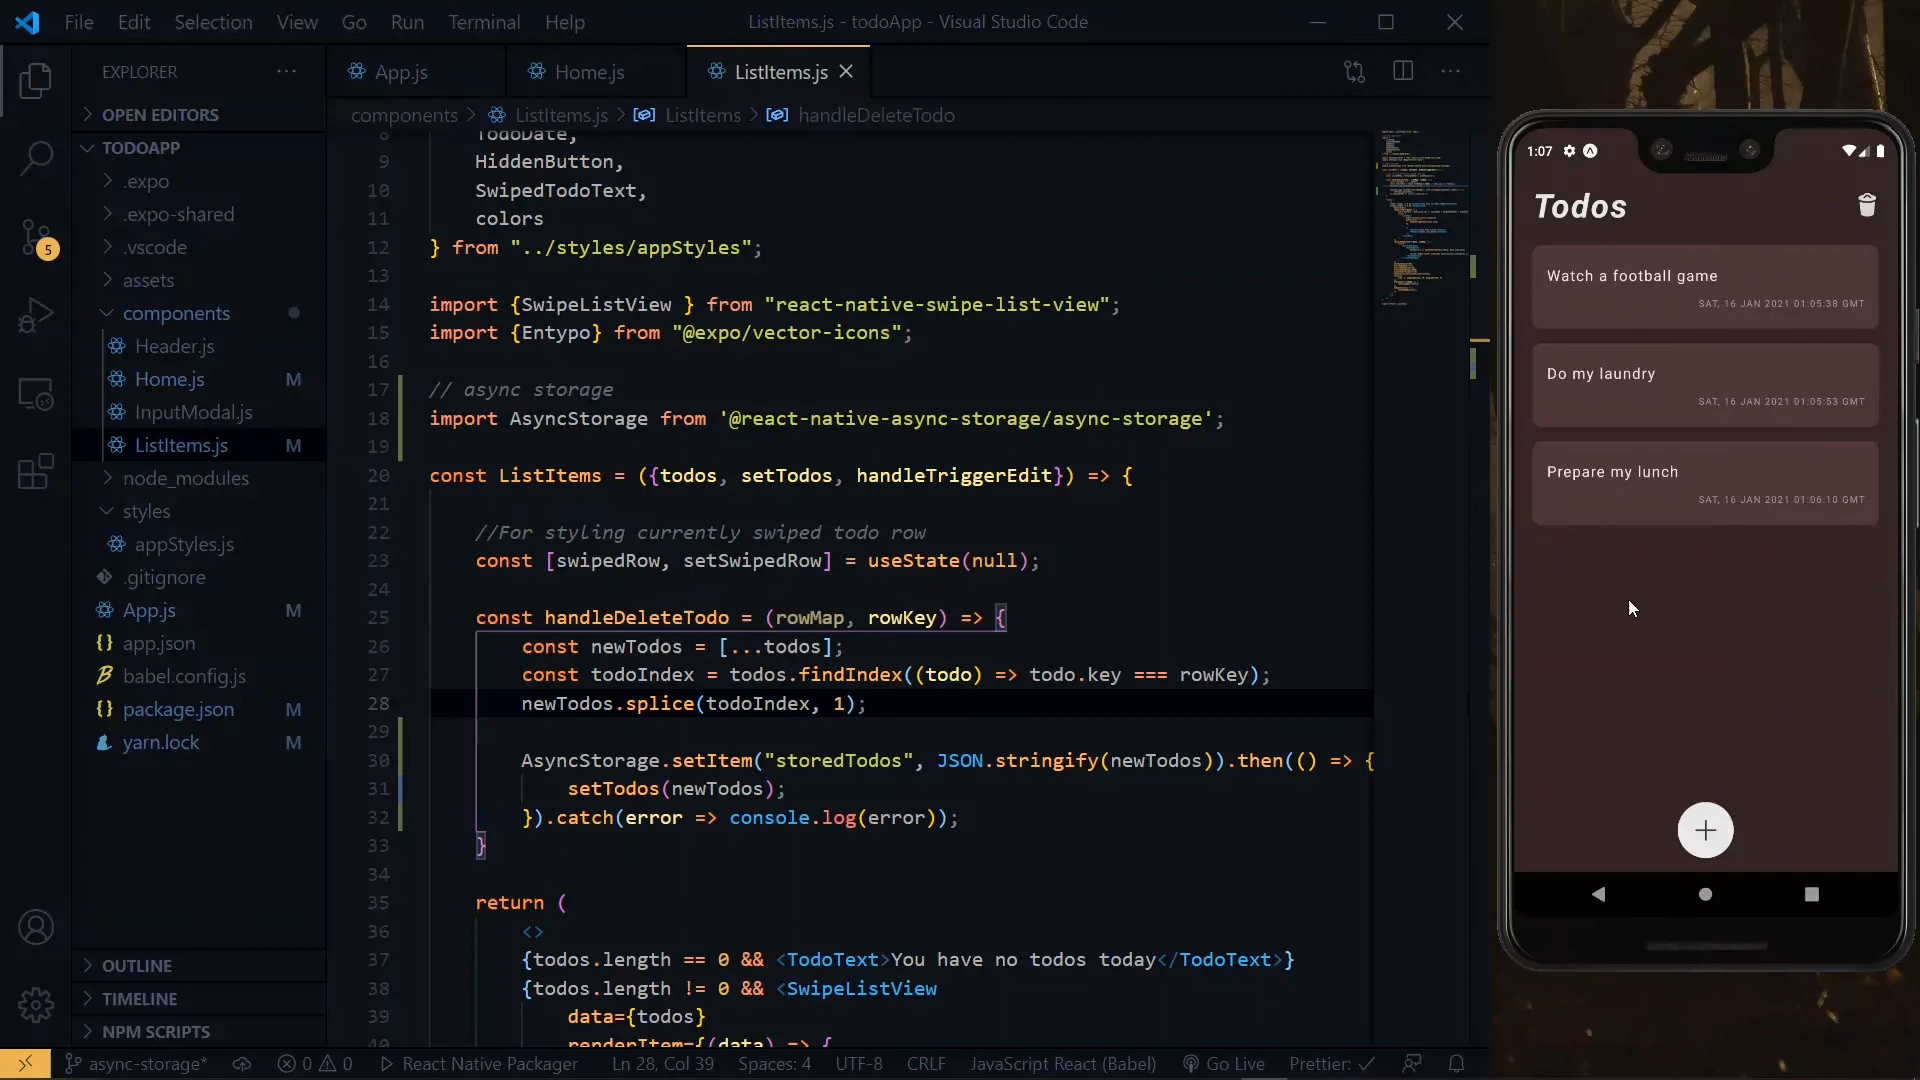 File Edit Selection View Go Run Terminal Help
ListItems.js - todoApp - Visual Studio Code
EXPLORER
App.js
Home.js
ListItems.js
OPEN EDITORS
TODOAPP
.expo
.expo-shared
.vscode
assets
components
Header.js
Home.js M
InputModal.js
ListItems.js M
node_modules
styles
appStyles.js
.gitignore
App.js M
app.json
babel.config.js
package.json M
yarn.lock M
OUTLINE
TIMELINE
NPM SCRIPTS
5
components > ListItems.js > ListItems > handleDeleteTodo
8 TodoDate,
9 HiddenButton,
10 SwipedTodoText,
11 colors
12 } from "../styles/appStyles";
13
14 import {SwipeListView } from "react-native-swipe-list-view";
15 import {Entypo} from "@expo/vector-icons";
16
17 // async storage
18 import AsyncStorage from '@react-native-async-storage/async-storage';
19
20 const ListItems = ({todos, setTodos, handleTriggerEdit}) => {
21
22 //For styling currently swiped todo row
23 const [swipedRow, setSwipedRow] = useState(null);
24
25 const handleDeleteTodo = (rowMap, rowKey) => {
26 const newTodos = [...todos];
27 const todoIndex = todos.findIndex((todo) => todo.key === rowKey);
28 newTodos.splice(todoIndex, 1);
29
30 AsyncStorage.setItem("storedTodos", JSON.stringify(newTodos)).then(() => {
31 setTodos(newTodos);
32 }).catch(error => console.log(error));
33 }
34
35 return (
36 <>
37 {todos.length == 0 && <TodoText>You have no todos today</TodoText>}
38 {todos.length != 0 && <SwipeListView
39 data={todos}
40 renderItem={(data) => {
async-storage* 0 0 React Native Packager Ln 28, Col 39 Spaces: 4 UTF-8 CRLF JavaScript React (Babel) Go Live Prettier: ✓
1:07
Todos
Watch a football game
SAT, 16 JAN 2021 01:05:38 GMT
Do my laundry
SAT, 16 JAN 2021 01:05:53 GMT
Prepare my lunch
SAT, 16 JAN 2021 01:06:10 GMT